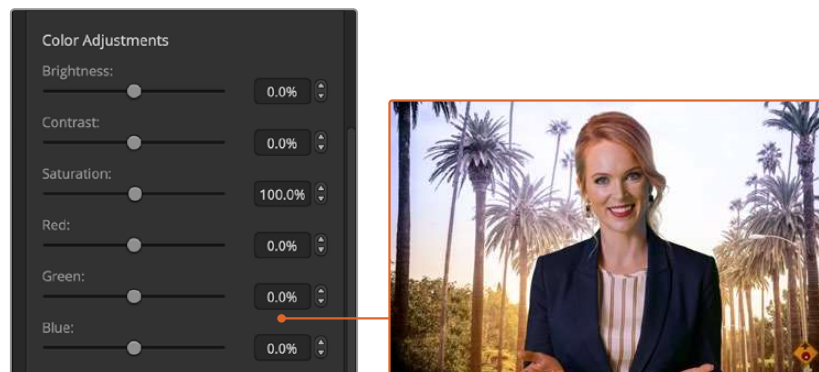 Color Adjustments
Brightness:
0.0%
Contrast:
0.0%
Saturation:
100.0%
Red:
0.0%
Green:
0.0%
Blue:
0.0%